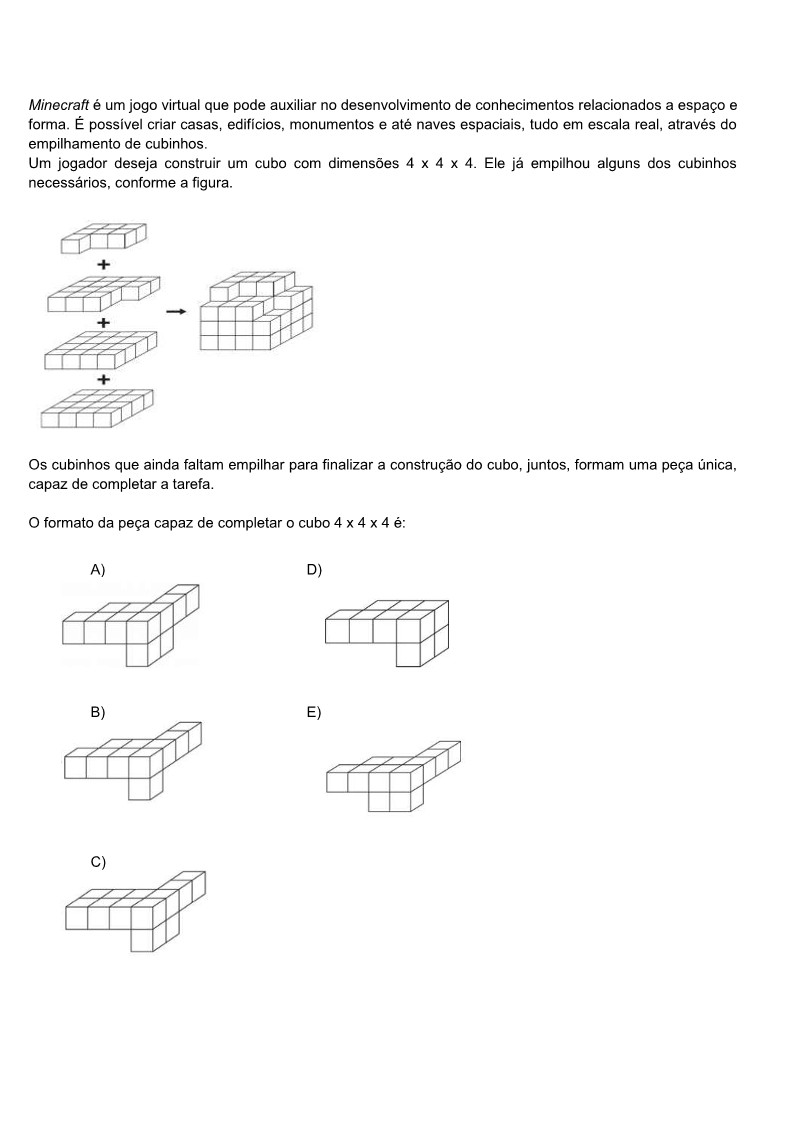 Minecraft é um jogo virtual que pode auxiliar no desenvolvimento de conhecimentos relacionados a espaço e
forma. É possível criar casas, edifícios, monumentos e até naves espaciais, tudo em escala real, através do
empilhamento de cubinhos.
Um jogador deseja construir um cubo com dimensões 4 x 4 x 4. Ele já empilhou alguns dos cubinhos
necessários, conforme a figura.
+
+
+
Os cubinhos que ainda faltam empilhar para finalizar a construção do cubo, juntos, formam uma peça única,
capaz de completar a tarefa.
O formato da peça capaz de completar o cubo 4 x 4 x 4 é:
A)
D)
B)
E)
C)